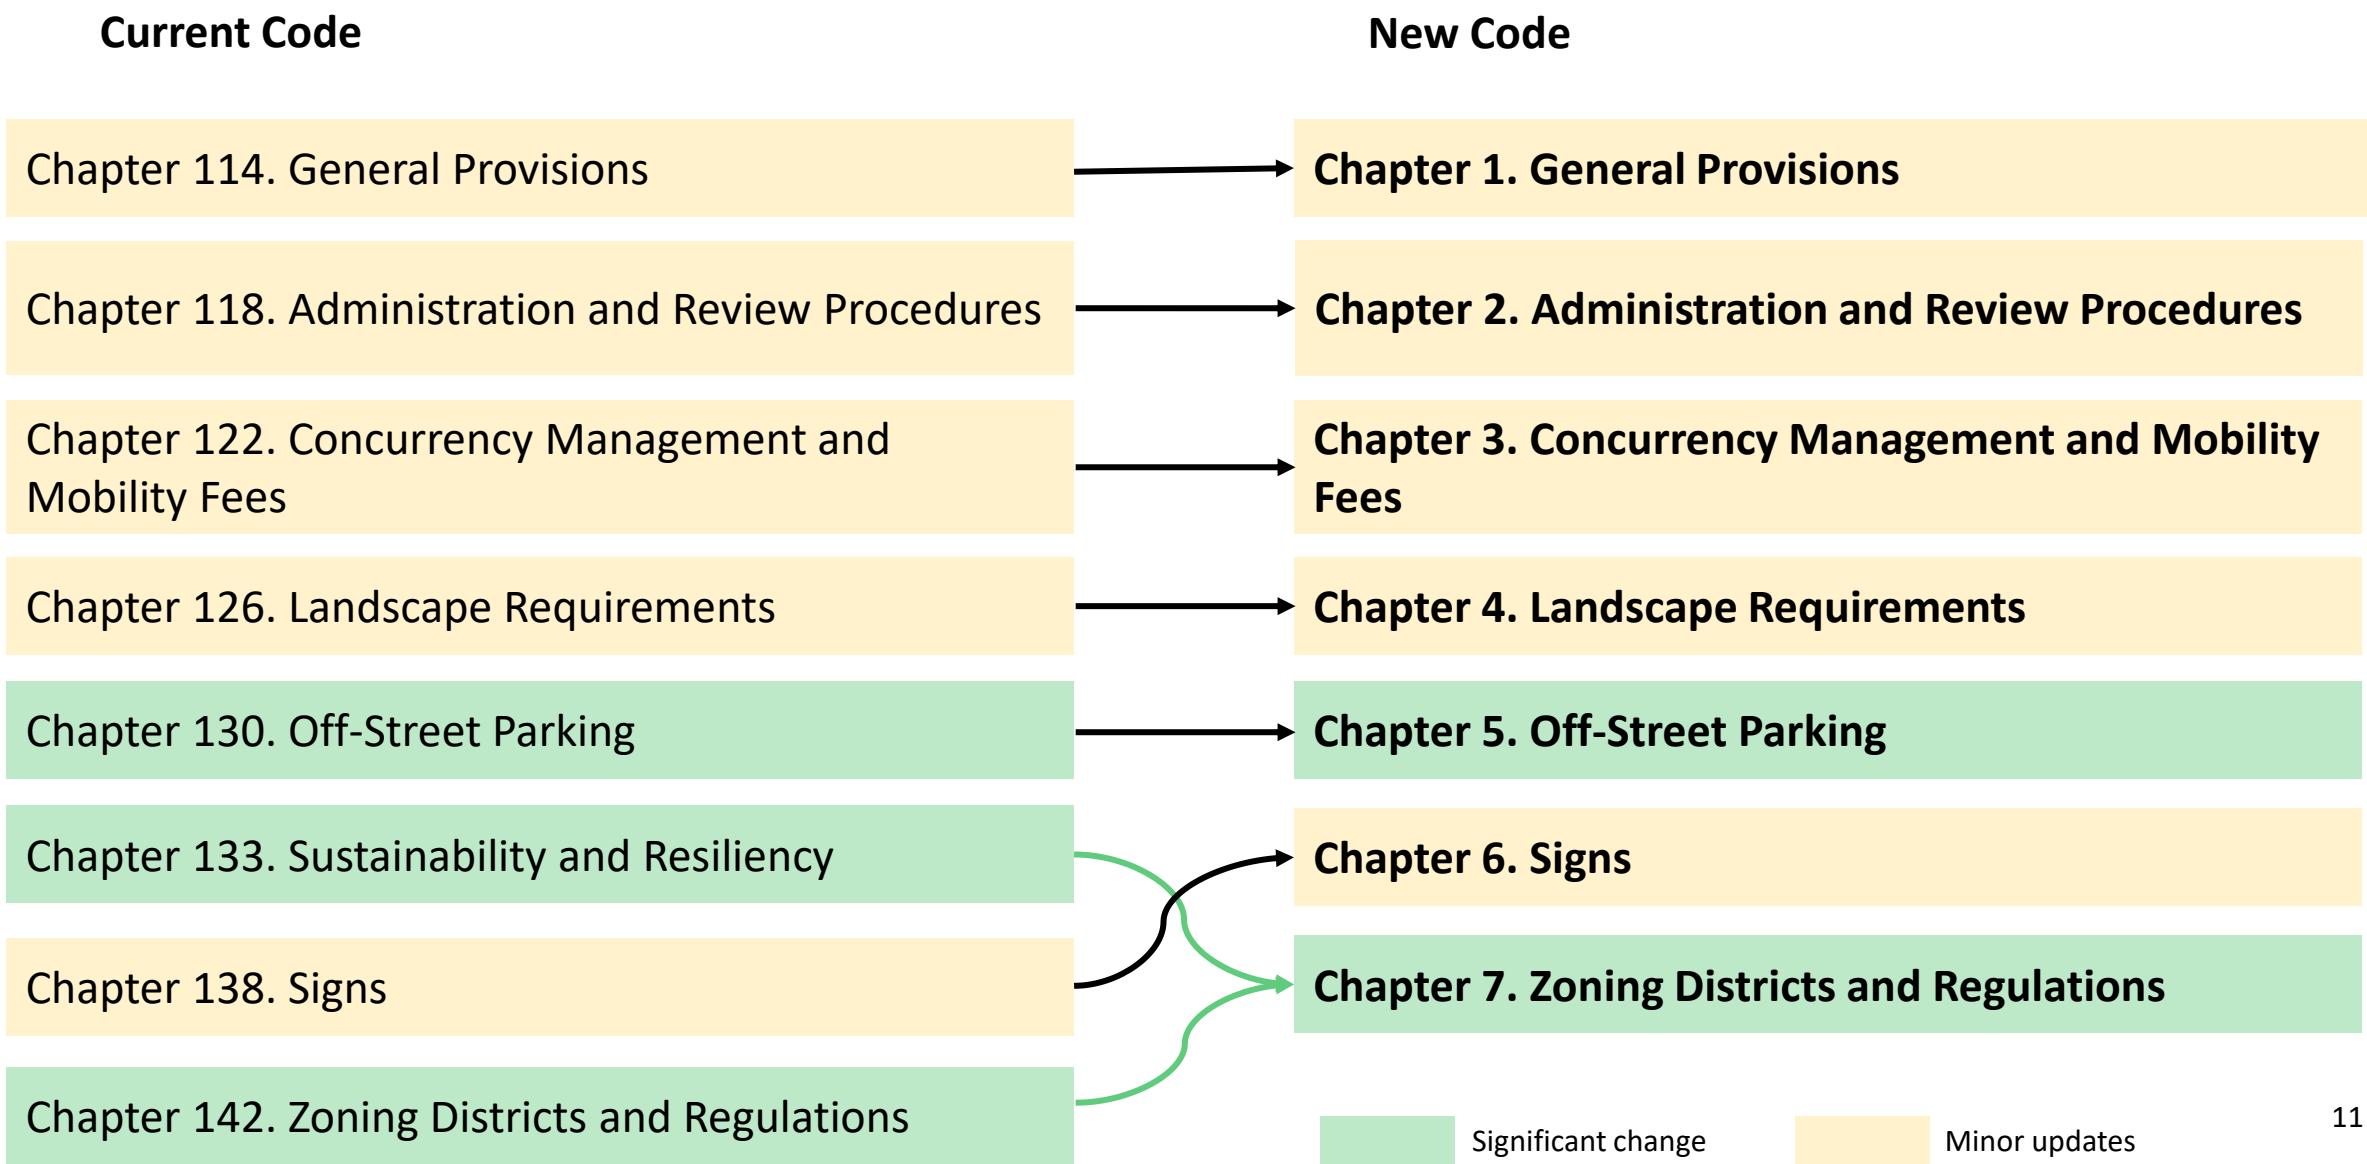 Current Code
New Code
Chapter 114. General Provisions
Chapter 1. General Provisions
Chapter 118. Administration and Review Procedures
Chapter 2. Administration and Review Procedures
Chapter 122. Concurrency Management and
Mobility Fees
Chapter 3. Concurrency Management and Mobility
Fees
Chapter 126. Landscape Requirements
Chapter 4. Landscape Requirements
Chapter 130. Off-Street Parking
Chapter 5. Off-Street Parking
Chapter 133. Sustainability and Resiliency
Chapter 6. Signs
Chapter 138. Signs
Chapter 7. Zoning Districts and Regulations
Chapter 142. Zoning Districts and Regulations
Significant change
Minor updates
11